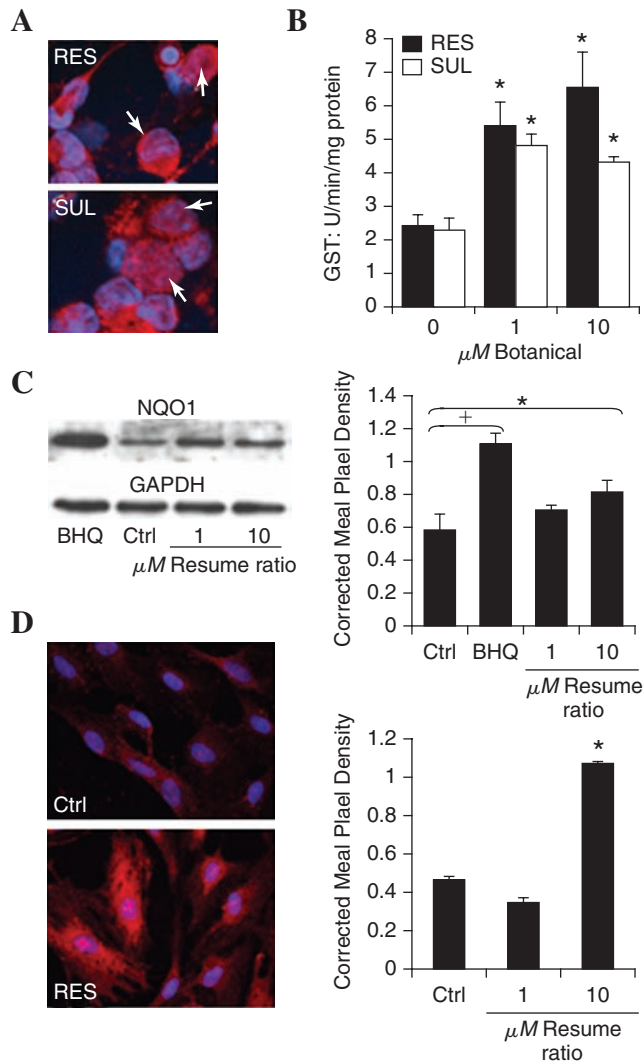 A
RES
SUL
B
RES
SUL
GST: U/min/mg protein
8
7
6
5
4
3
2
1
0
*
*
*
*
0 1 10
µM Botanical
C
NQO1
GAPDH
BHQ Ctrl 1 10
µM Resume ratio
Corrected Meal Plael Density
1.4
1.2
1
0.8
0.6
0.4
0.2
0
*
+
Ctrl BHQ 1 10
µM Resume
ratio
D
Ctrl
RES
Corrected Meal Plael Density
1.2
1
0.8
0.6
0.4
0.2
0
*
Ctrl 1 10
µM Resume
ratio